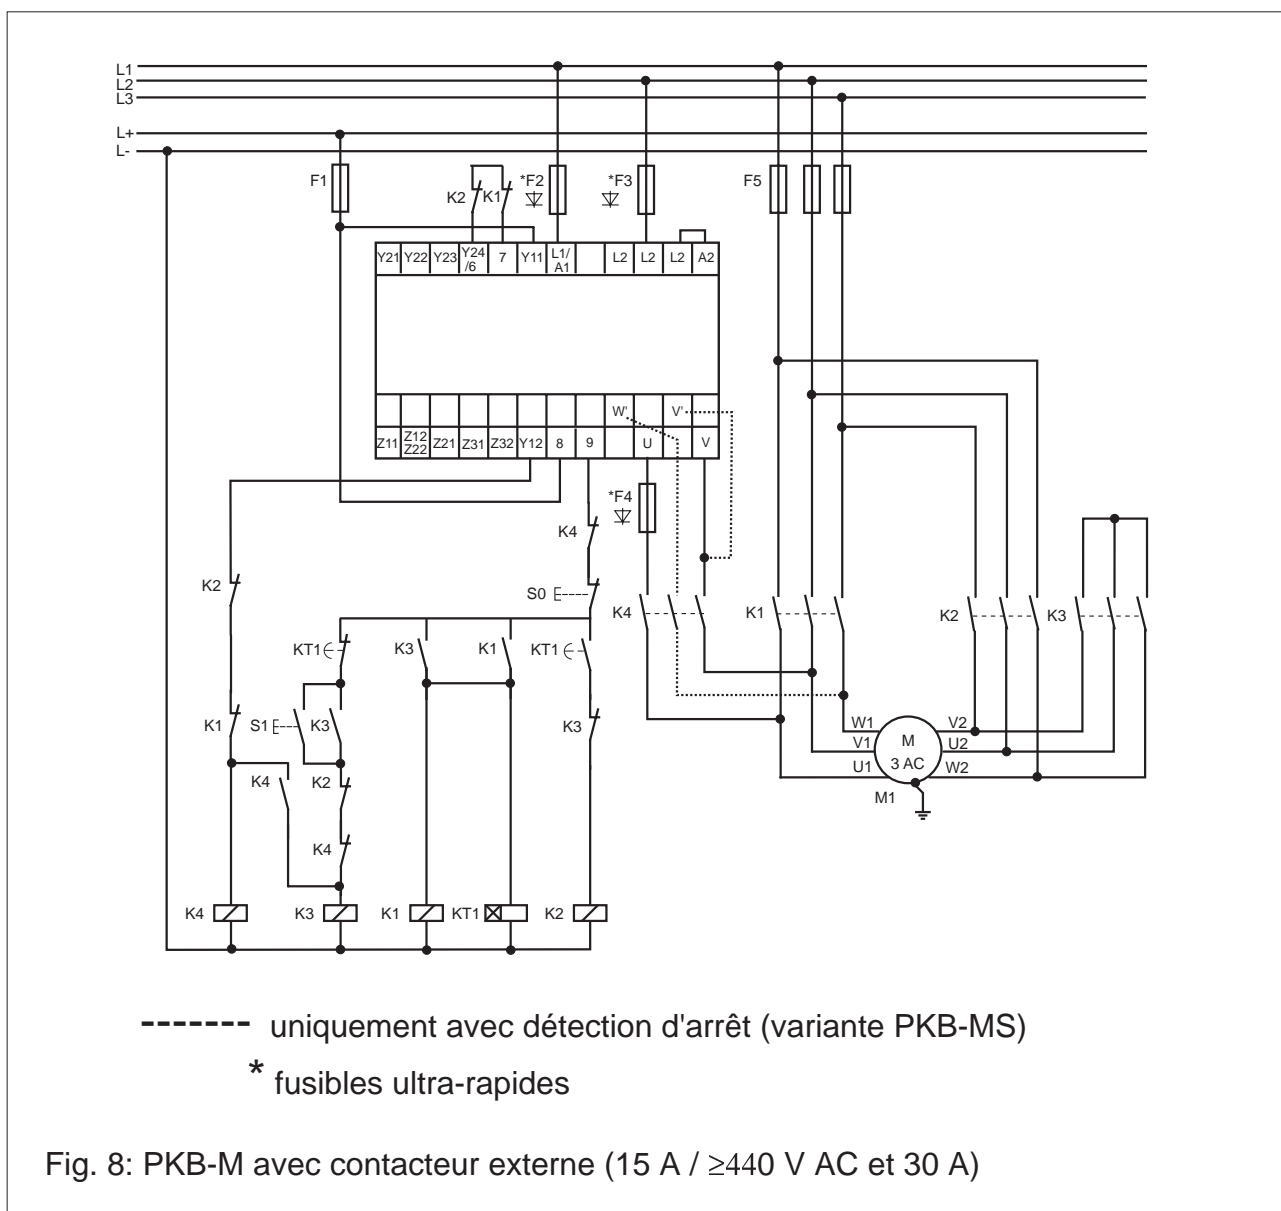 L1
L2
L3
L+
L-
F1
K2 K1
*F2
*F3
F5
Y21 Y22 Y23 Y24/6 7 Y11 L1/A1 L2 L2 L2 A2
W' V'
Z11 Z12 Z22 Z21 Z31 Z32 Y12 8 9 U V
*F4
K4
K2
S0
K4
K1
K2
K3
KT1
K3
K1
KT1
K1
S1
K3
K3
W1
V1
U1
M
3 AC
V2
U2
W2
M1
K4
K2
K4
K4
K3
K1
KT1
K2
uniquement avec détection d'arrêt (variante PKB-MS)
* fusibles ultra-rapides
Fig. 8: PKB-M avec contacteur externe (15 A / ≥440 V AC et 30 A)